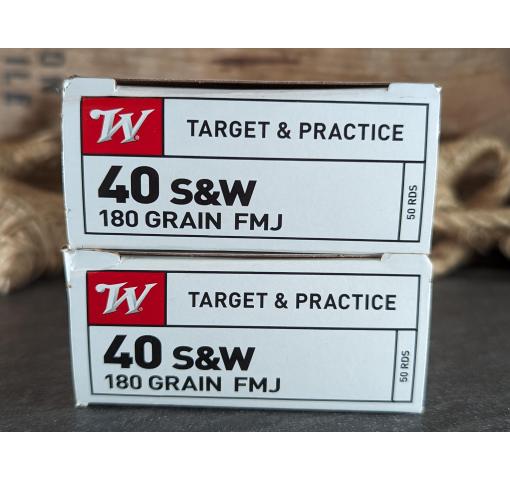 W
TARGET & PRACTICE
40 S&W
180 GRAIN FMJ
50 RDS
W
TARGET & PRACTICE
40 S&W
180 GRAIN FMJ
50 RDS